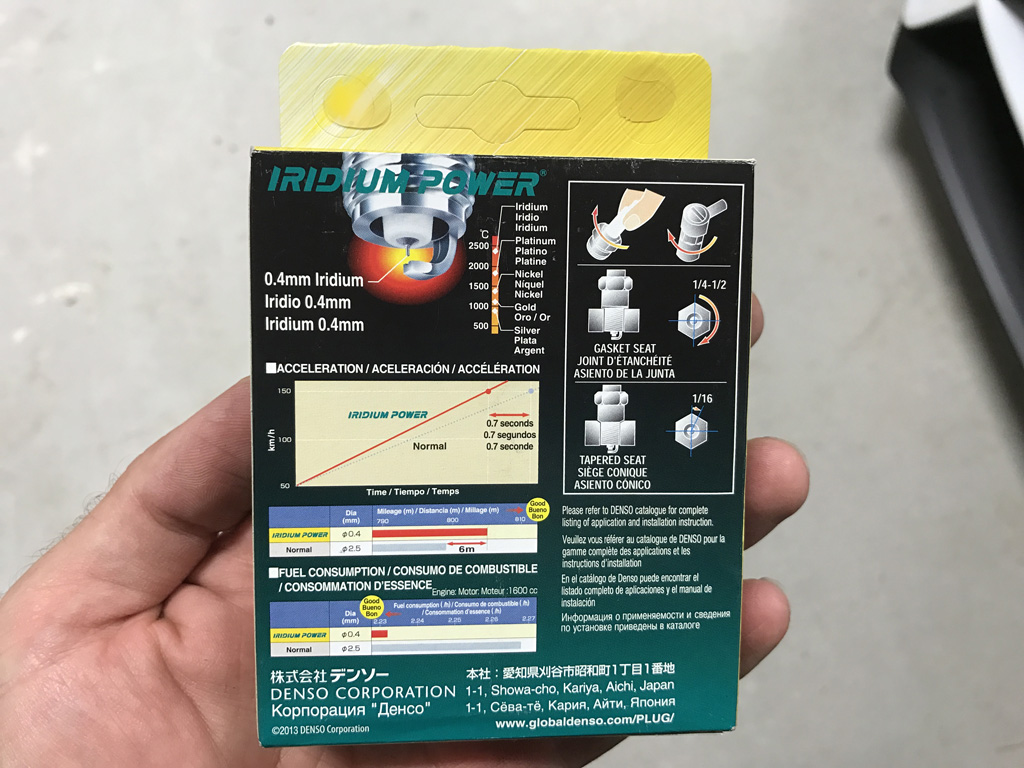 IRIDIUM POWER®
°C
2500
2000
1500
1000
500
Iridium
Iridio
Iridium
Platinum
Platino
Platine
Nickel
Níquel
Nickel
Gold
Oro / Or
Silver
Plata
Argent
0.4mm Iridium
Iridio 0.4mm
Iridium 0.4mm
■ACCELERATION / ACELERACIÓN / ACCÉLÉRATION
150
100
50
km/h
IRIDIUM POWER
Normal
0.7 seconds
0.7 segundos
0.7 seconde
Time / Tiempo / Temps
Dia
(mm)
Mileage (m) / Distancia (m) / Millage (m)
790 800 810
Good
Bueno
Bon
IRIDIUM POWER φ0.4
Normal φ2.5
6m
■FUEL CONSUMPTION / CONSUMO DE COMBUSTIBLE
/ CONSOMMATION D'ESSENCE
Engine: Motor: Moteur :1600 cc
Dia
(mm)
Good
Bueno
Bon
Fuel consumption (ℓ/h) / Consumo de combustible (ℓ/h)
/ Consommation d'essence (ℓ/h)
2.23 2.24 2.25 2.26 2.27
IRIDIUM POWER φ0.4
Normal φ2.5
株式会社 デンソー
DENSO CORPORATION
Корпорация "Денсо"
©2013 DENSO Corporation
1/4-1/2
GASKET SEAT
JOINT D'ÉTANCHÉITÉ
ASIENTO DE LA JUNTA
1/16
TAPERED SEAT
SIÈGE CONIQUE
ASIENTO CÓNICO
Please refer to DENSO catalogue for complete
listing of application and installation instruction.
Veuillez vous référer au catalogue de DENSO pour la
gamme complète des applications et les
instructions d'installation
En el catálogo de Denso puede encontrar el
listado completo de aplicaciones y el manual de
instalación
Информация о применяемости и сведения
по установке приведены в каталоге
本社：愛知県刈谷市昭和町1丁目1番地
1-1, Showa-cho, Kariya, Aichi, Japan
1-1, Сёва-тё, Кария, Айти, Япония
www.globaldenso.com/PLUG/